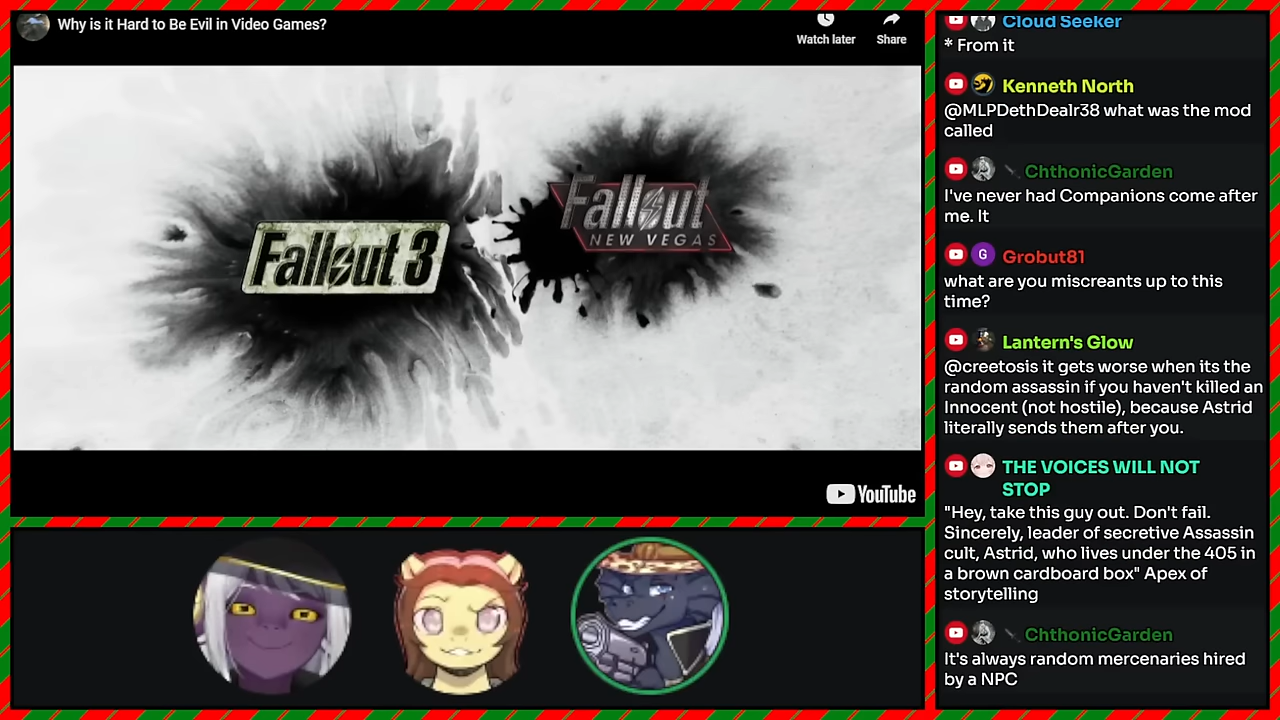 Why is it Hard to Be Evil in Video Games?
Watch later
Share
Fallout 3
Fallout
NEW VEGAS
YouTube
Cloud Seeker
* From it
Kenneth North
@MLPDethDealr38 what was the mod
called
ChthonicGarden
I've never had Companions come after
me. It
G
Grobut81
what are you miscreants up to this
time?
Lantern's Glow
@creetosis it gets worse when its the
random assassin if you haven't killed an
Innocent (not hostile), because Astrid
literally sends them after you.
THE VOICES WILL NOT
STOP
"Hey, take this guy out. Don't fail.
Sincerely, leader of secretive Assassin
cult, Astrid, who lives under the 405 in
a brown cardboard box" Apex of
storytelling
ChthonicGarden
It's always random mercenaries hired
by a NPC